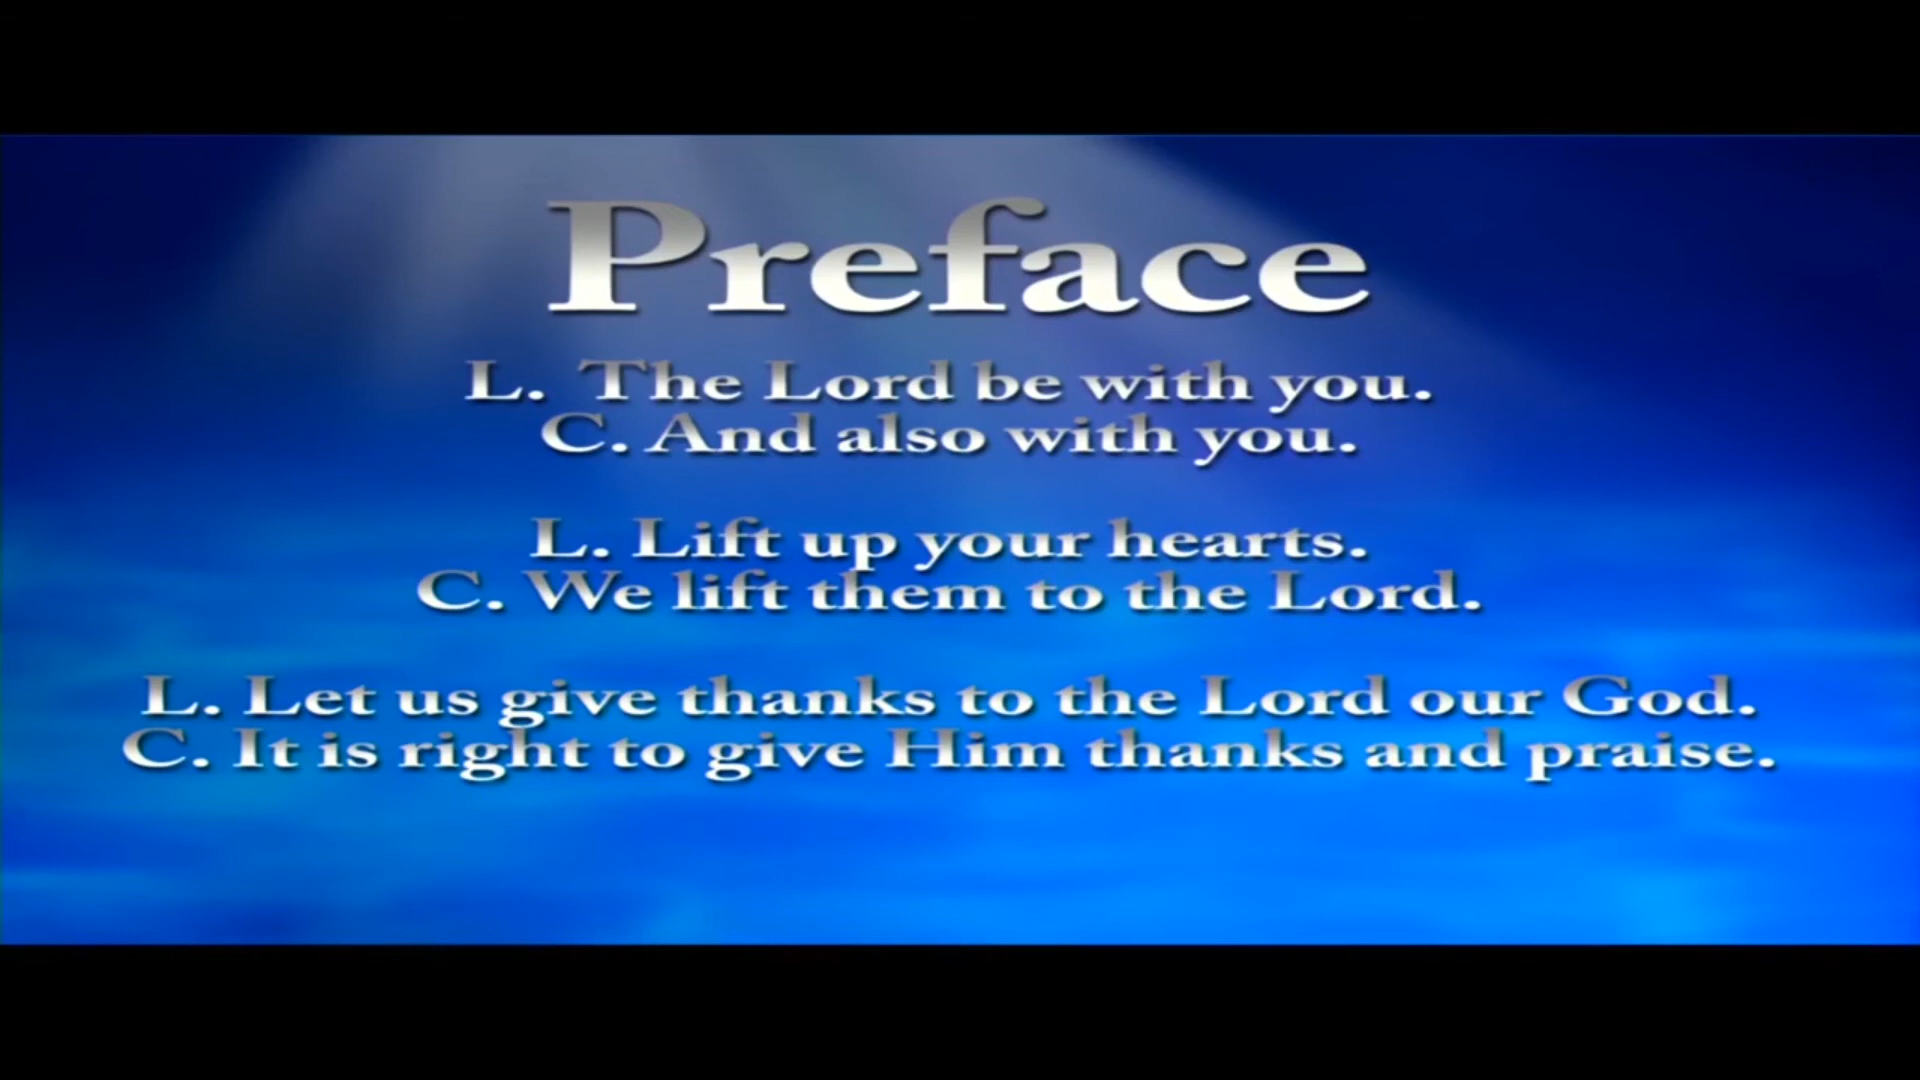 Preface
L. The Lord be with you.
C. And also with you.
L. Lift up your hearts.
C. We lift them to the Lord.
L. Let us give thanks to the Lord our God.
C. It is right to give Him thanks and praise.